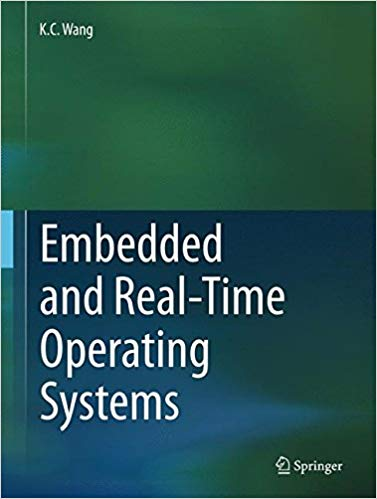 K.C. Wang
Embedded
and Real-Time
Operating
Systems
Springer